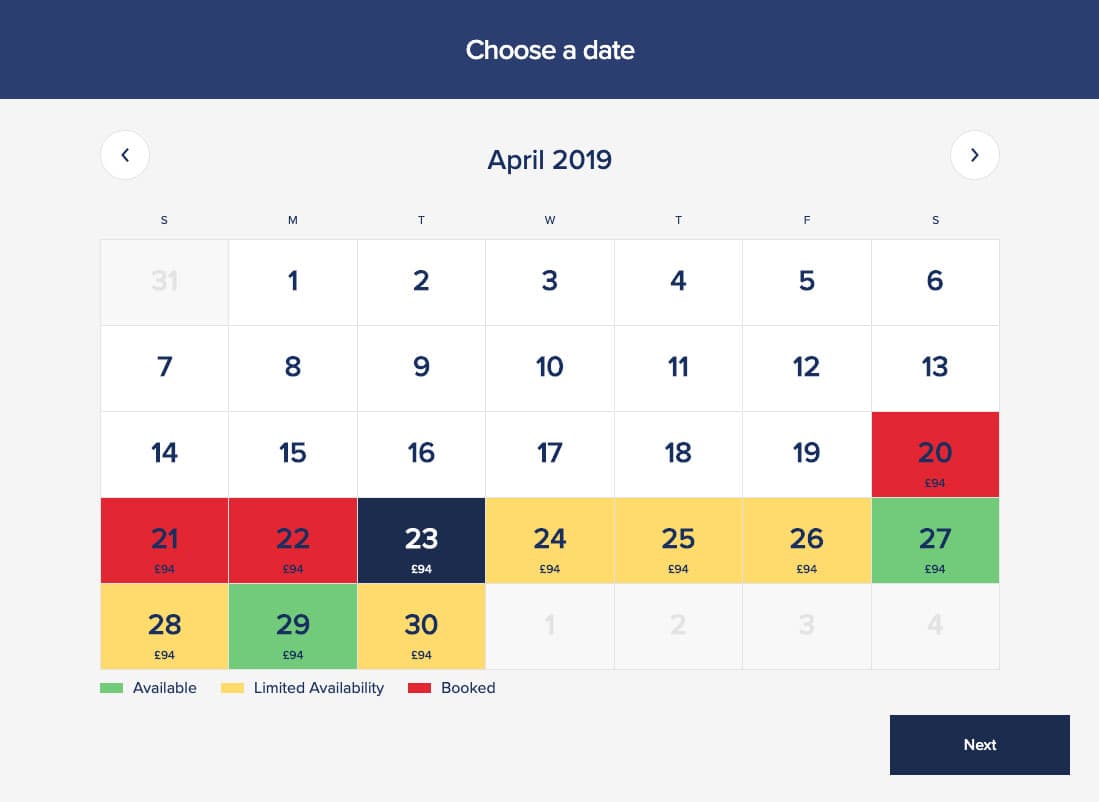 Choose a date
April 2019
S M T W T F S
31 1 2 3 4 5 6
7 8 9 10 11 12 13
14 15 16 17 18 19 20
£94
21 22 23 24 25 26 27
£94 £94 £94 £94 £94 £94 £94
28 29 30 1 2 3 4
£94 £94 £94
Available Limited Availability Booked
Next